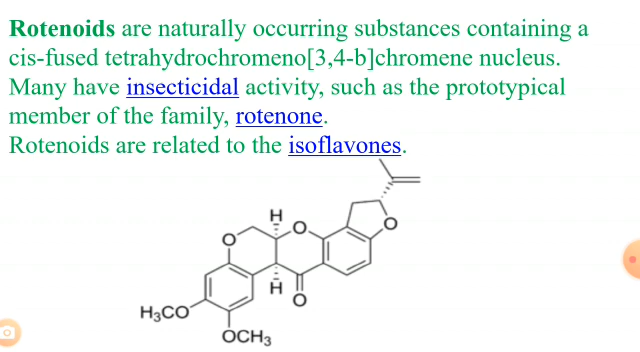 Rotenoids are naturally occurring substances containing a
cis-fused tetrahydrochromeno[3,4-b]chromene nucleus.
Many have insecticidal activity, such as the prototypical
member of the family, rotenone.
Rotenoids are related to the isoflavones.
H
O
O
O
H
O
H3CO
OCH3